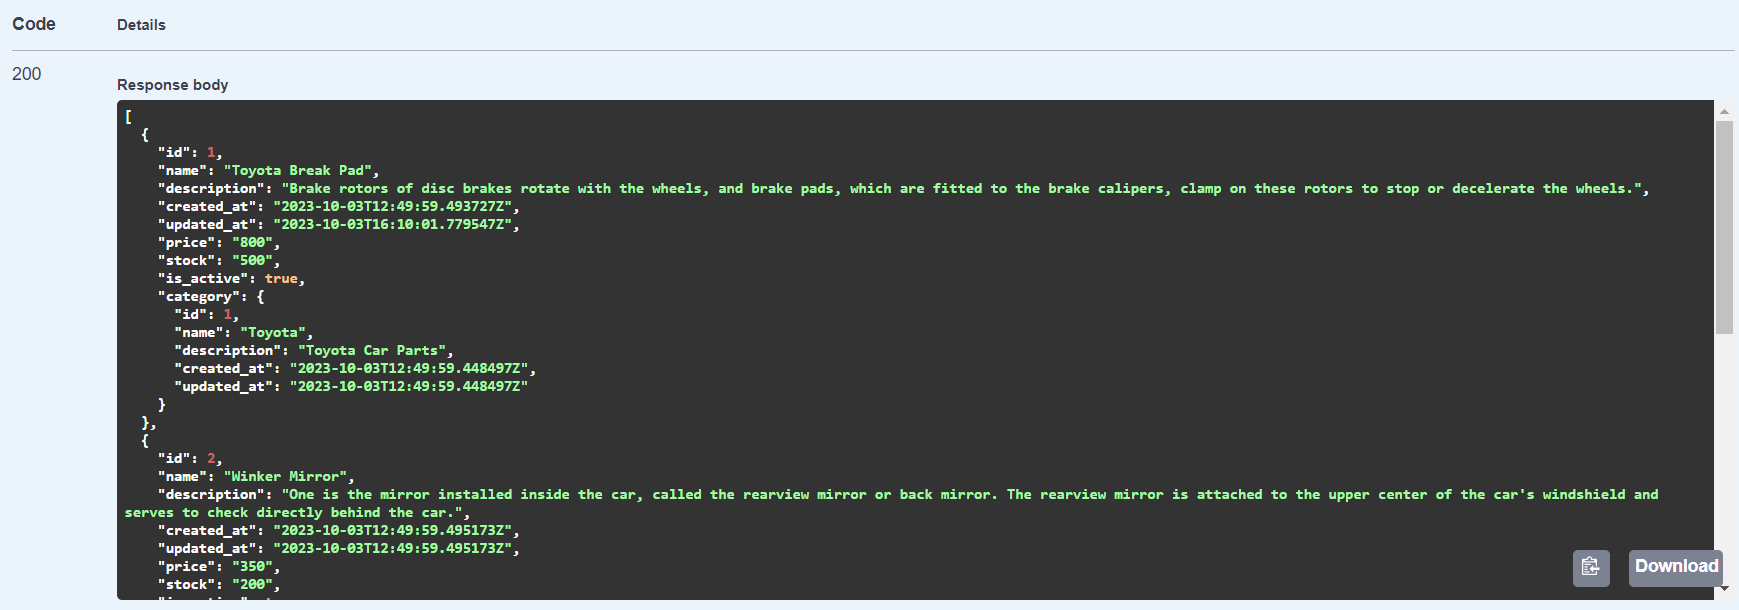 Code Details
200
Response body
[
  {
    "id": 1,
    "name": "Toyota Break Pad",
    "description": "Brake rotors of disc brakes rotate with the wheels, and brake pads, which are fitted to the brake calipers, clamp on these rotors to stop or decelerate the wheels.",
    "created_at": "2023-10-03T12:49:59.493727Z",
    "updated_at": "2023-10-03T16:10:01.779547Z",
    "price": "800",
    "stock": "500",
    "is_active": true,
    "category": {
      "id": 1,
      "name": "Toyota",
      "description": "Toyota Car Parts",
      "created_at": "2023-10-03T12:49:59.448497Z",
      "updated_at": "2023-10-03T12:49:59.448497Z"
    }
  },
  {
    "id": 2,
    "name": "Winker Mirror",
    "description": "One is the mirror installed inside the car, called the rearview mirror or back mirror. The rearview mirror is attached to the upper center of the car's windshield and
serves to check directly behind the car.",
    "created_at": "2023-10-03T12:49:59.495173Z",
    "updated_at": "2023-10-03T12:49:59.495173Z",
    "price": "350",
    "stock": "200",
Download